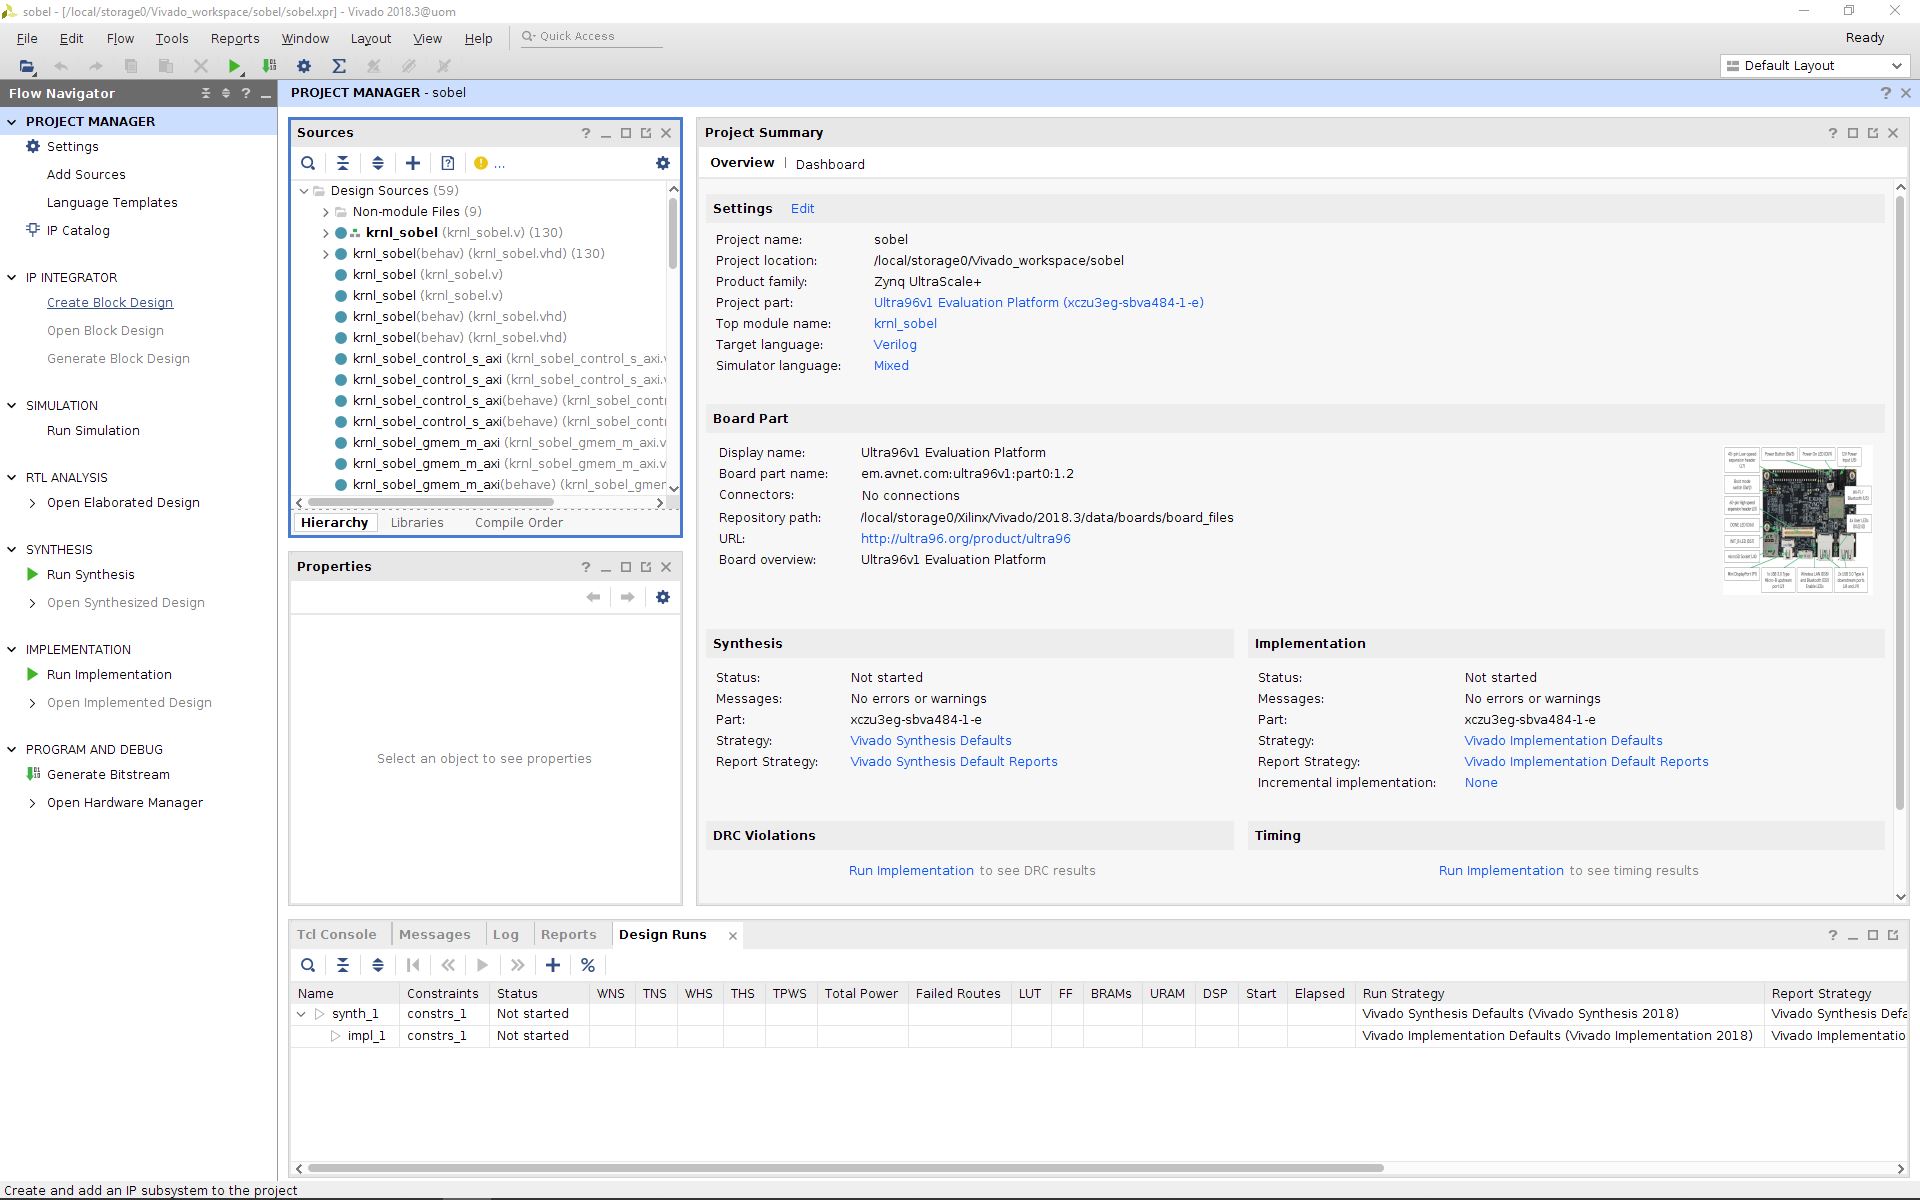 sobel - [/local/storage0/Vivado_workspace/sobel/sobel.xpr] - Vivado 2018.3@uom
File Edit Flow Tools Reports Window Layout View Help Quick Access Ready
Default Layout
Flow Navigator
PROJECT MANAGER - sobel
PROJECT MANAGER
Settings
Add Sources
Language Templates
IP Catalog
IP INTEGRATOR
Create Block Design
Open Block Design
Generate Block Design
SIMULATION
Run Simulation
RTL ANALYSIS
Open Elaborated Design
SYNTHESIS
Run Synthesis
Open Synthesized Design
IMPLEMENTATION
Run Implementation
Open Implemented Design
PROGRAM AND DEBUG
Generate Bitstream
Open Hardware Manager
Sources
Design Sources (59)
Non-module Files (9)
krnl_sobel (krnl_sobel.v) (130)
krnl_sobel(behav) (krnl_sobel.vhd) (130)
krnl_sobel (krnl_sobel.v)
krnl_sobel (krnl_sobel.v)
krnl_sobel(behav) (krnl_sobel.vhd)
krnl_sobel(behav) (krnl_sobel.vhd)
krnl_sobel_control_s_axi (krnl_sobel_control_s_axi.v
krnl_sobel_control_s_axi (krnl_sobel_control_s_axi.v
krnl_sobel_control_s_axi(behave) (krnl_sobel_contr
krnl_sobel_control_s_axi(behave) (krnl_sobel_contr
krnl_sobel_gmem_m_axi (krnl_sobel_gmem_m_axi.v
krnl_sobel_gmem_m_axi (krnl_sobel_gmem_m_axi.v
krnl_sobel_gmem_m_axi(behave) (krnl_sobel_gmer
Hierarchy Libraries Compile Order
Properties
Select an object to see properties
Project Summary
Overview Dashboard
Settings Edit
Project name: sobel
Project location: /local/storage0/Vivado_workspace/sobel
Product family: Zynq UltraScale+
Project part: Ultra96v1 Evaluation Platform (xczu3eg-sbva484-1-e)
Top module name: krnl_sobel
Target language: Verilog
Simulator language: Mixed
Board Part
Display name: Ultra96v1 Evaluation Platform
Board part name: em.avnet.com:ultra96v1:part0:1.2
Connectors: No connections
Repository path: /local/storage0/Xilinx/Vivado/2018.3/data/boards/board_files
URL: http://ultra96.org/product/ultra96
Board overview: Ultra96v1 Evaluation Platform
Synthesis
Status: Not started
Messages: No errors or warnings
Part: xczu3eg-sbva484-1-e
Strategy: Vivado Synthesis Defaults
Report Strategy: Vivado Synthesis Default Reports
Implementation
Status: Not started
Messages: No errors or warnings
Part: xczu3eg-sbva484-1-e
Strategy: Vivado Implementation Defaults
Report Strategy: Vivado Implementation Default Reports
Incremental implementation: None
DRC Violations
Run Implementation to see DRC results
Timing
Run Implementation to see timing results
Tcl Console Messages Log Reports Design Runs
Name Constraints Status WNS TNS WHS THS TPWS Total Power Failed Routes LUT FF BRAMs URAM DSP Start Elapsed Run Strategy Report Strategy
synth_1 constrs_1 Not started Vivado Synthesis Defaults (Vivado Synthesis 2018) Vivado Synthesis Defa
impl_1 constrs_1 Not started Vivado Implementation Defaults (Vivado Implementation 2018) Vivado Implementatio
Create and add an IP subsystem to the project